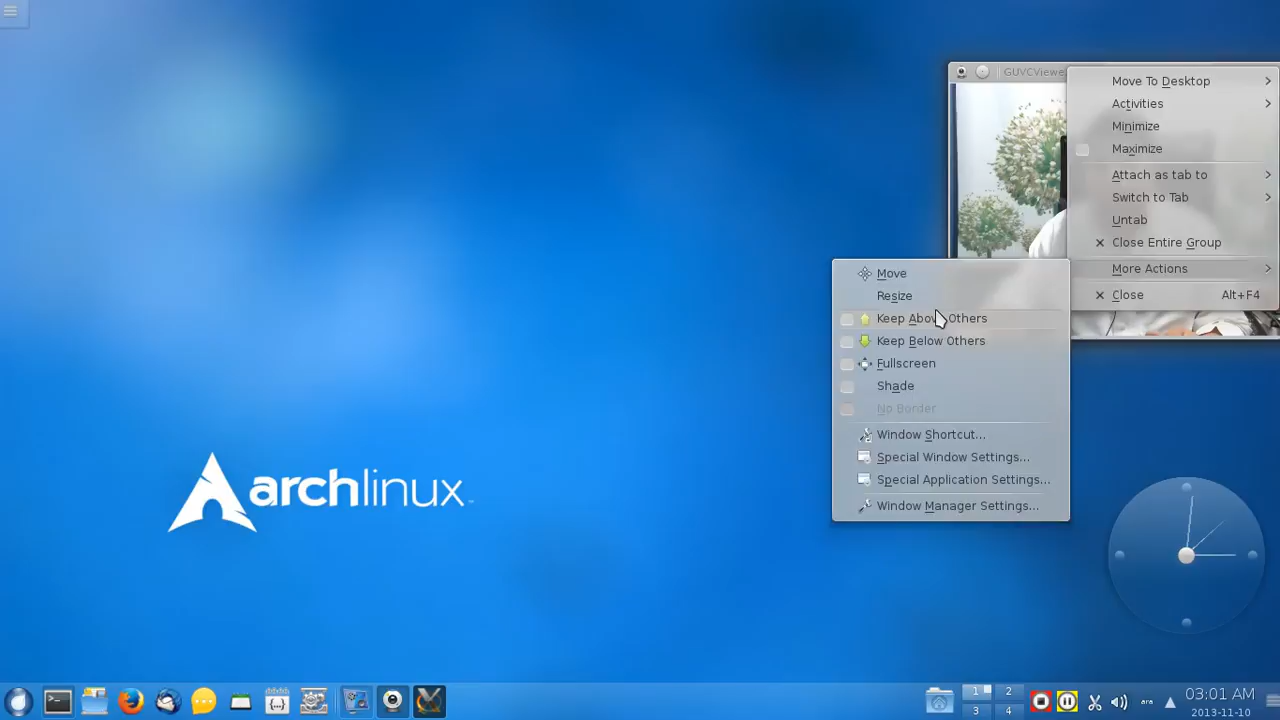 GUVCViewe
Move To Desktop
Activities
Minimize
Maximize
Attach as tab to
Switch to Tab
Untab
Close Entire Group
More Actions
Close Alt+F4
Move
Resize
Keep Above Others
Keep Below Others
Fullscreen
Shade
No Border
Window Shortcut...
Special Window Settings...
Special Application Settings...
Window Manager Settings...
archlinux
1 2
3 4
ara
03:01 AM
2013-11-10